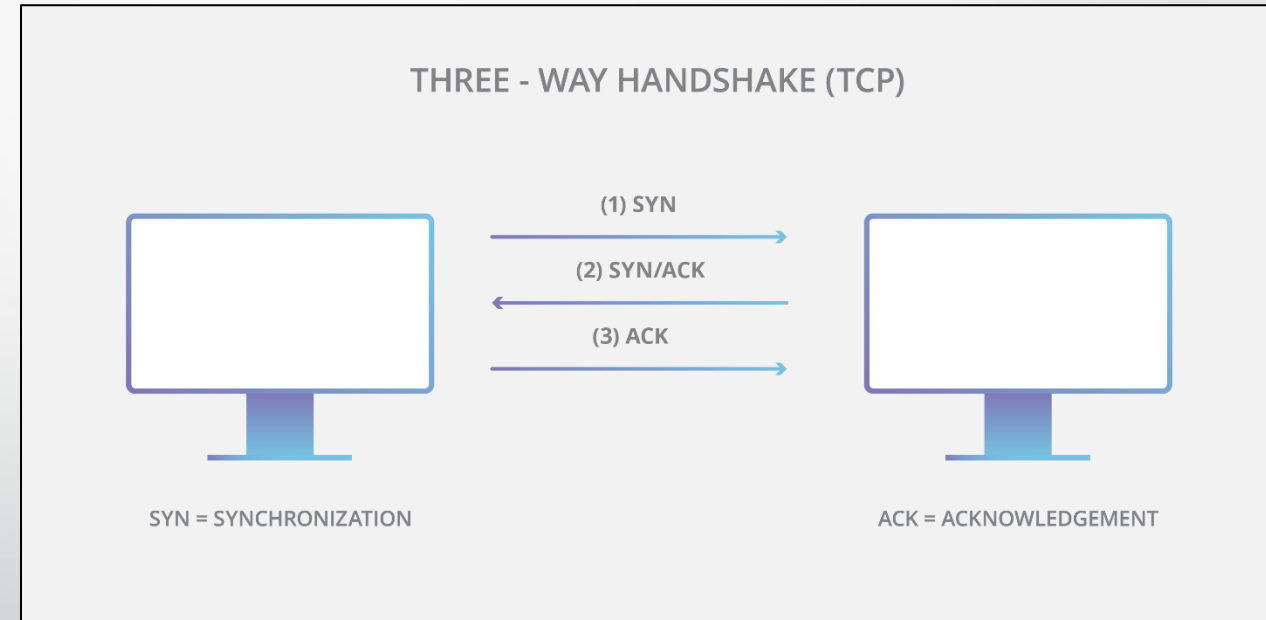 THREE - WAY HANDSHAKE (TCP)
(1) SYN
(2) SYN/ACK
(3) ACK
SYN = SYNCHRONIZATION
ACK = ACKNOWLEDGEMENT